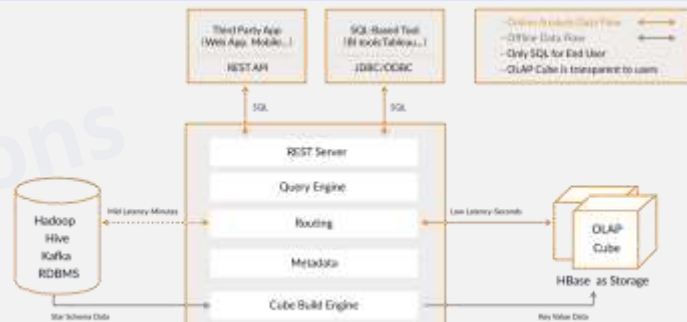 Third Party App
(Web App, Mobile...)
REST API
SQL-Based Tool
(BI tools:Tableau...)
JDBC/ODBC
-Online Analysis Data Flow
-Offline Data Flow
-Only SQL for End User
-OLAP Cube is transparent to users
SQL
SQL
REST Server
Query Engine
Routing
Metadata
Cube Build Engine
Hadoop
Hive
Kafka
RDBMS
Mid Latency-Minutes
Low Latency-Seconds
OLAP
Cube
HBase as Storage
Star Schema Data
Key Value Data